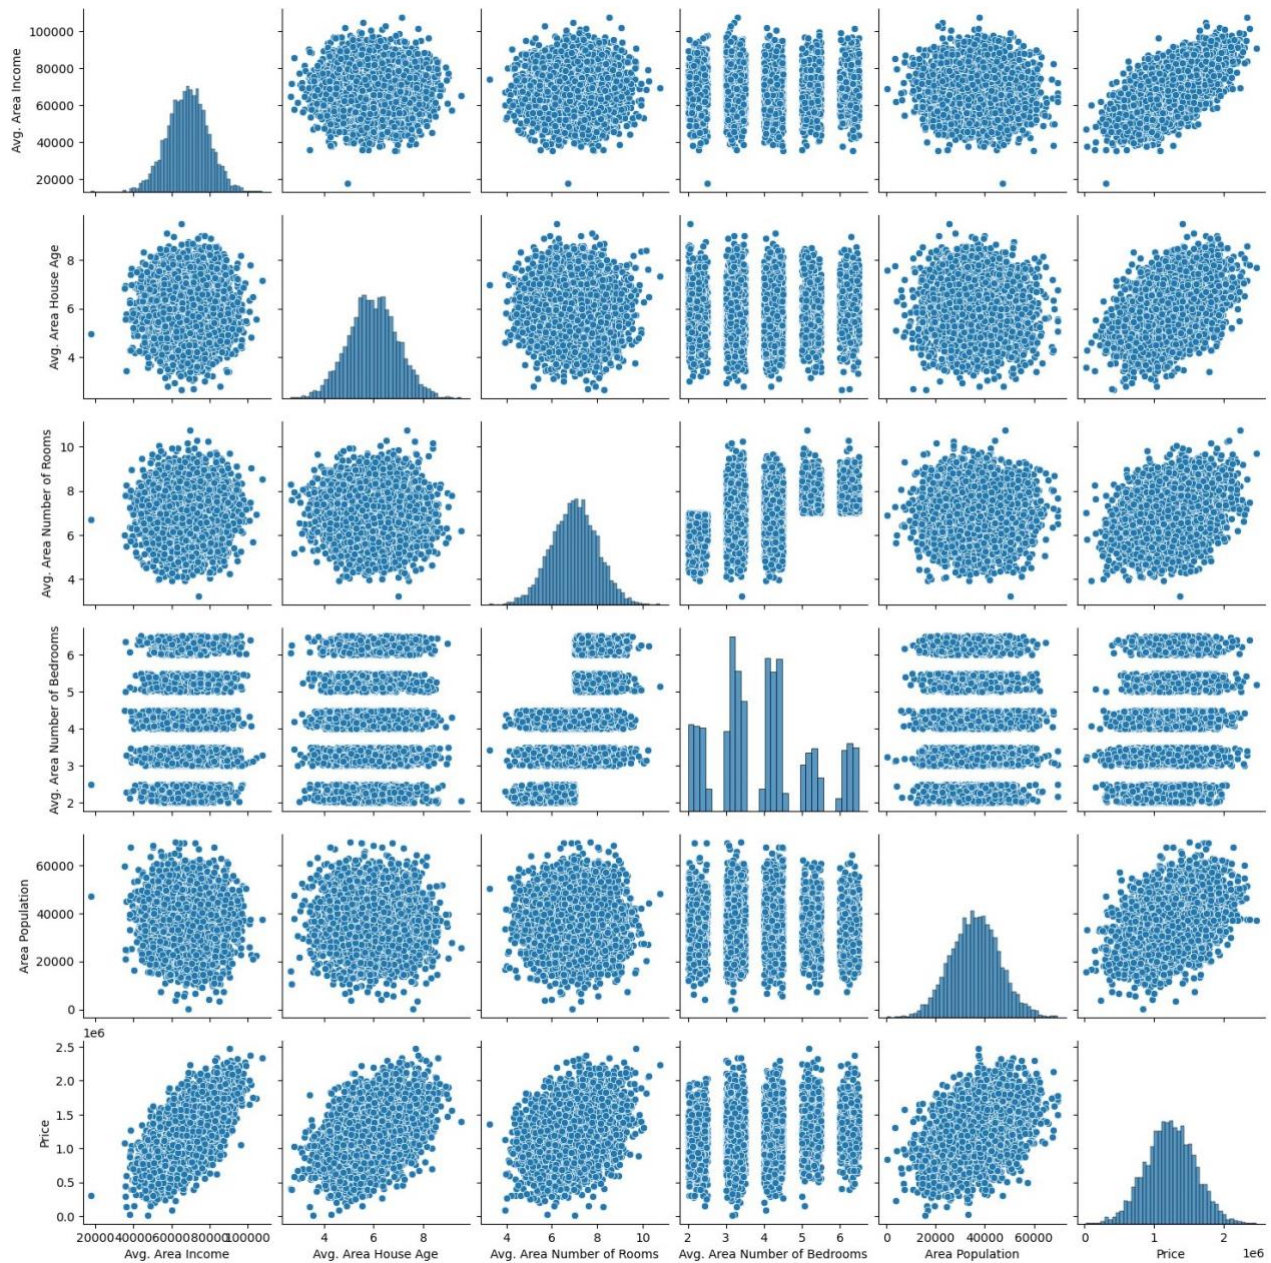 100000
80000
60000
40000
20000
Avg. Area Income
8
6
4
Avg. Area House Age
10
8
6
4
Avg. Area Number of Rooms
6
5
4
3
2
Avg. Area Number of Bedrooms
60000
40000
20000
0
Area Population
1e6
2.5
2.0
1.5
1.0
0.5
0.0
Price
20000 40000 60000 80000 100000
Avg. Area Income
4 6 8
Avg. Area House Age
4 6 8 10
Avg. Area Number of Rooms
2 3 4 5 6
Avg. Area Number of Bedrooms
0 20000 40000 60000
Area Population
0 1 2
Price
1e6